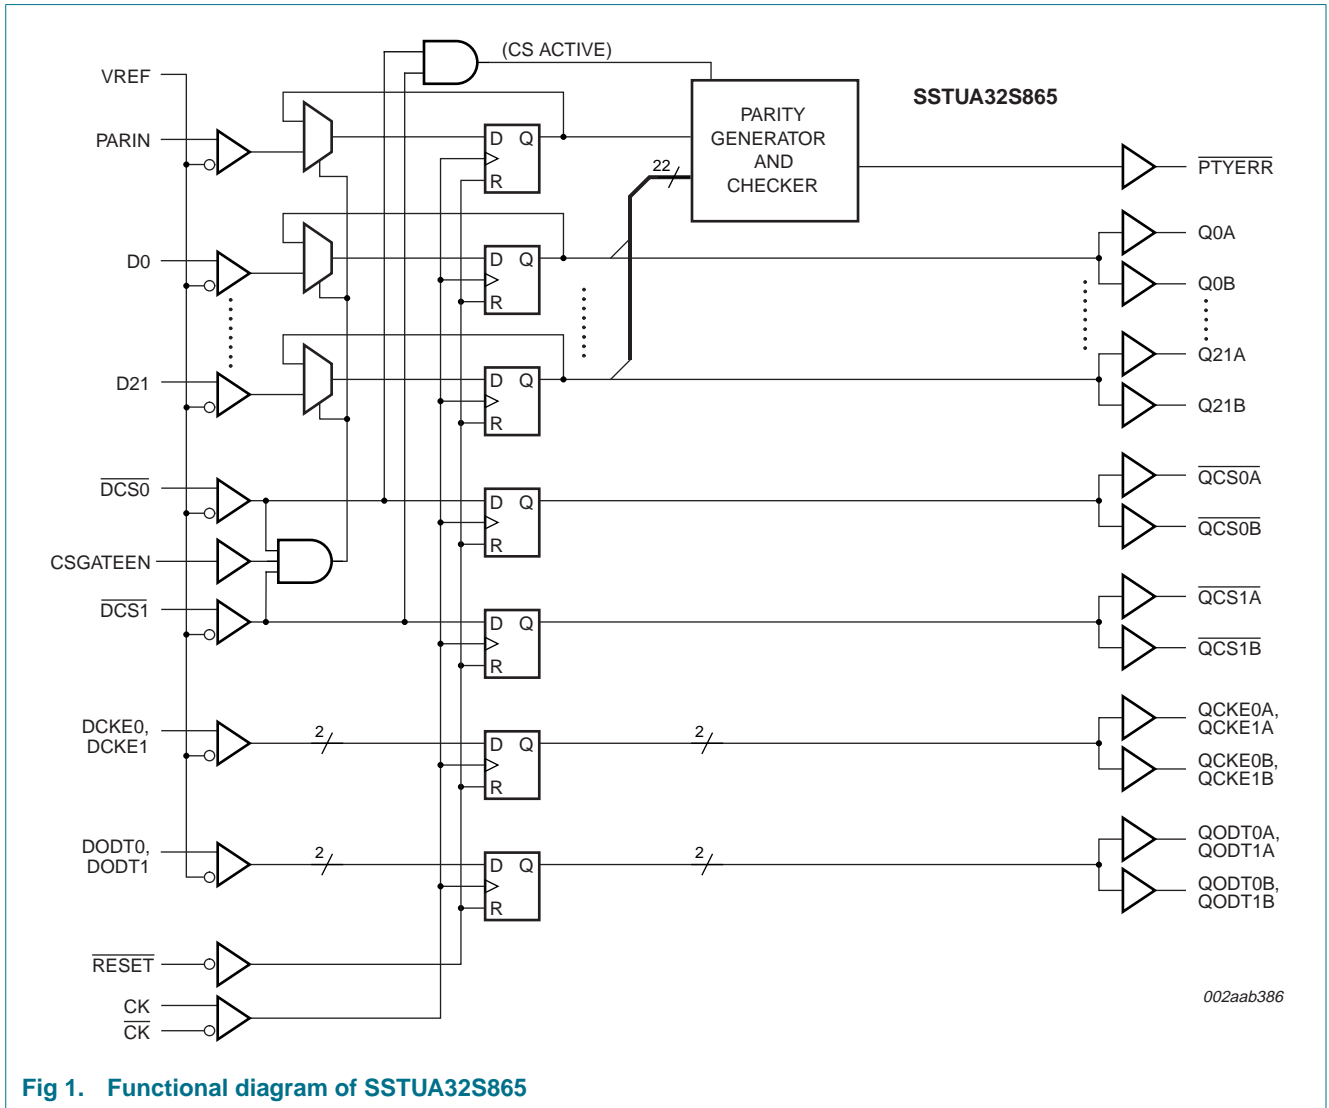 (CS ACTIVE)
VREF
SSTUA32S865
PARITY
GENERATOR
AND
CHECKER
PARIN
D Q
R
22
PTYERR
Q0A
D0
D Q
R
Q0B
Q21A
D21
D Q
R
Q21B
DCS0
D Q
R
QCS0A
QCS0B
CSGATEEN
DCS1
D Q
R
QCS1A
QCS1B
DCKE0,
DCKE1
2
D Q
R
2
QCKE0A,
QCKE1A
QCKE0B,
QCKE1B
DODT0,
DODT1
2
D Q
R
2
QODT0A,
QODT1A
QODT0B,
QODT1B
RESET
CK
CK
002aab386
Fig 1. Functional diagram of SSTUA32S865